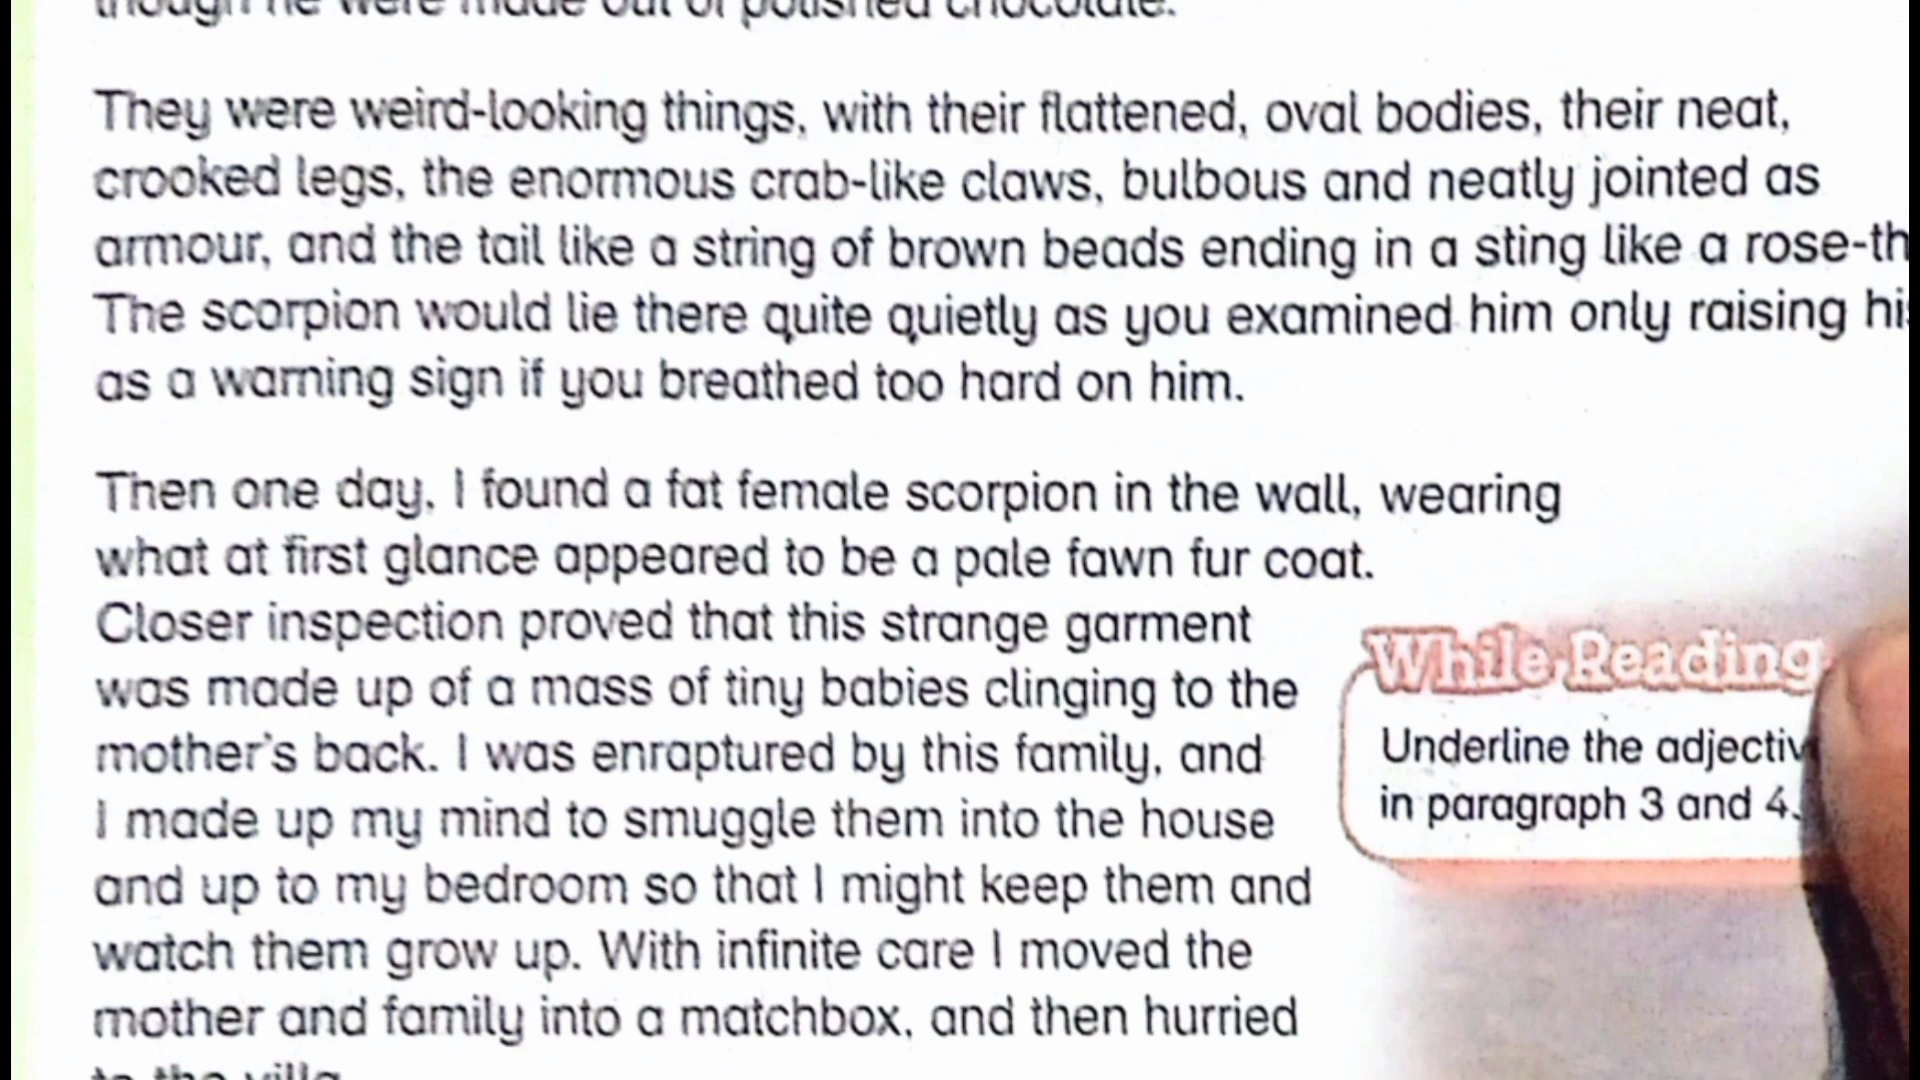 though he were made out of polished chocolate.
They were weird-looking things, with their flattened, oval bodies, their neat,
crooked legs, the enormous crab-like claws, bulbous and neatly jointed as
armour, and the tail like a string of brown beads ending in a sting like a rose-th
The scorpion would lie there quite quietly as you examined him only raising his
as a warning sign if you breathed too hard on him.
Then one day, I found a fat female scorpion in the wall, wearing
what at first glance appeared to be a pale fawn fur coat.
Closer inspection proved that this strange garment
was made up of a mass of tiny babies clinging to the
mother's back. I was enraptured by this family, and
I made up my mind to smuggle them into the house
and up to my bedroom so that I might keep them and
watch them grow up. With infinite care I moved the
mother and family into a matchbox, and then hurried
to the villa.
While Reading
Underline the adjectiv
in paragraph 3 and 4.